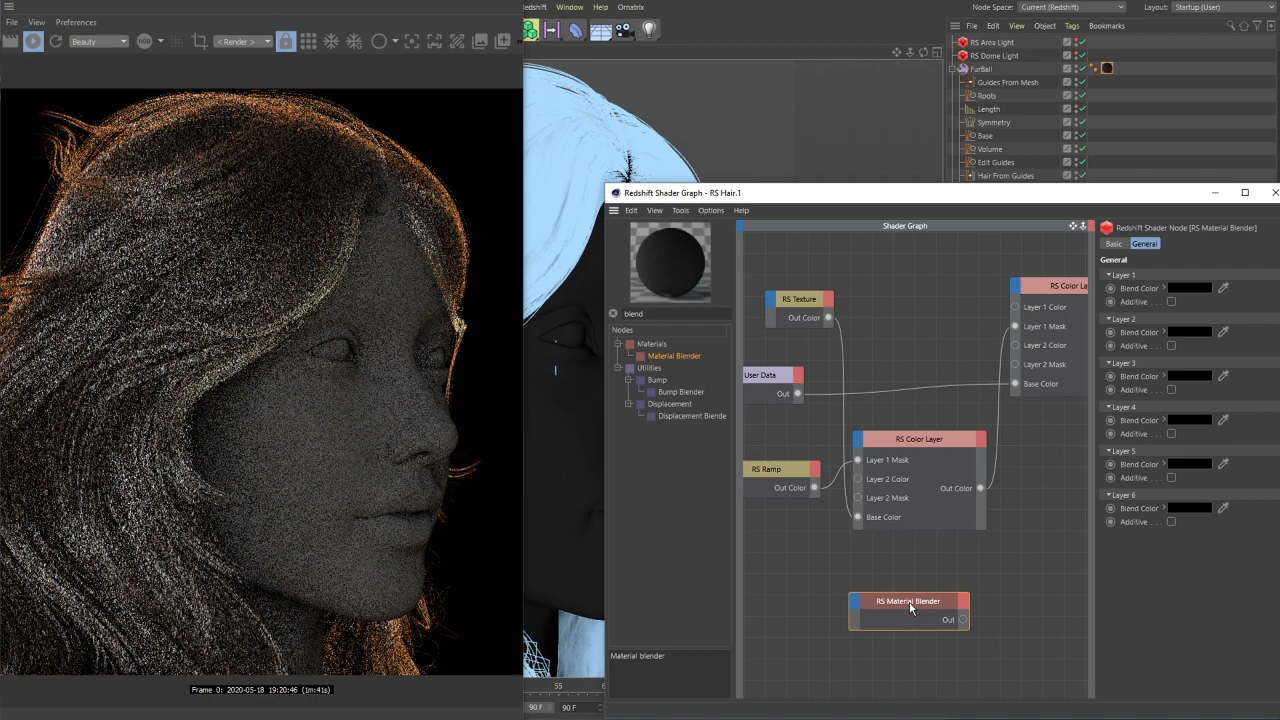 Redshift Window Help Ornatrix
Node Space: Current (Redshift) Layout: Startup (User)
File View Preferences
File Edit View Object Tags Bookmarks
Beauty RGB < Render >
RS Area Light
RS Dome Light
FurBall
Guides From Mesh
Roots
Length
Symmetry
Base
Volume
Edit Guides
Hair From Guides
Redshift Shader Graph - RS Hair.1
Edit View Tools Options Help
Shader Graph
blend
Nodes
Materials
Material Blender
Utilities
Bump
Bump Blender
Displacement
Displacement Blende
Material blender
RS Texture
Out Color
User Data
Out
RS Ramp
Out Color
RS Color Layer
Layer 1 Mask
Layer 2 Color
Layer 2 Mask
Out Color
Base Color
RS Color La
Layer 1 Color
Layer 1 Mask
Layer 2 Color
Layer 2 Mask
Base Color
RS Material Blender
Out
Redshift Shader Node [RS Material Blender]
Basic General
General
Layer 1
Blend Color
Additive . . .
Layer 2
Blend Color
Additive . . .
Layer 3
Blend Color
Additive . . .
Layer 4
Blend Color
Additive . . .
Layer 5
Blend Color
Additive . . .
Layer 6
Blend Color
Additive . . .
Frame 0: 2020-05-18 19:20:46 (1m:41s)
55
90 F 90 F